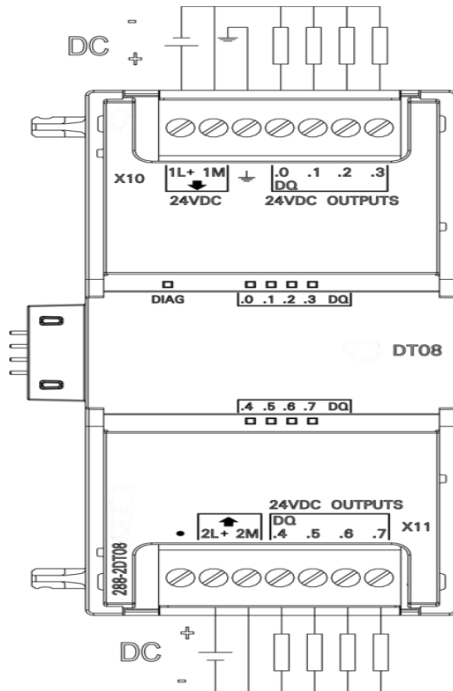 -
DC
+
X10
1L+ 1M .0 .1 .2 .3
DQ
24VDC 24VDC OUTPUTS
DIAG .0 .1 .2 .3 DQ
DT08
.4 .5 .6 .7 DQ
24VDC OUTPUTS
DQ
2L+ 2M .4 .5 .6 .7 X11
288-2DT08
+
DC
-